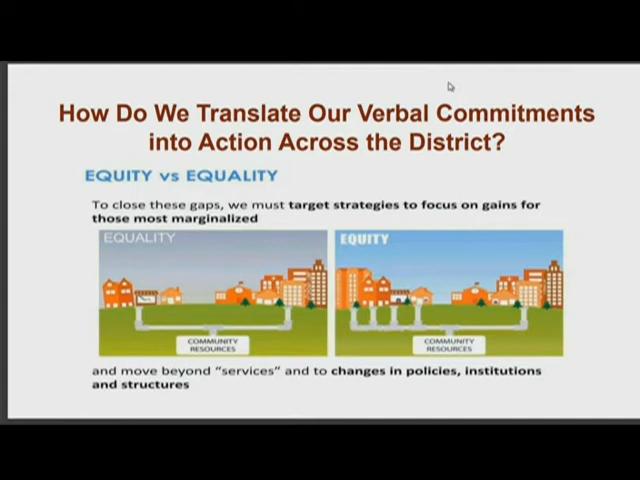 How Do We Translate Our Verbal Commitments
into Action Across the District?
EQUITY vs EQUALITY
To close these gaps, we must target strategies to focus on gains for
those most marginalized
EQUALITY
EQUITY
COMMUNITY
RESOURCES
COMMUNITY
RESOURCES
and move beyond “services” and to changes in policies, institutions
and structures